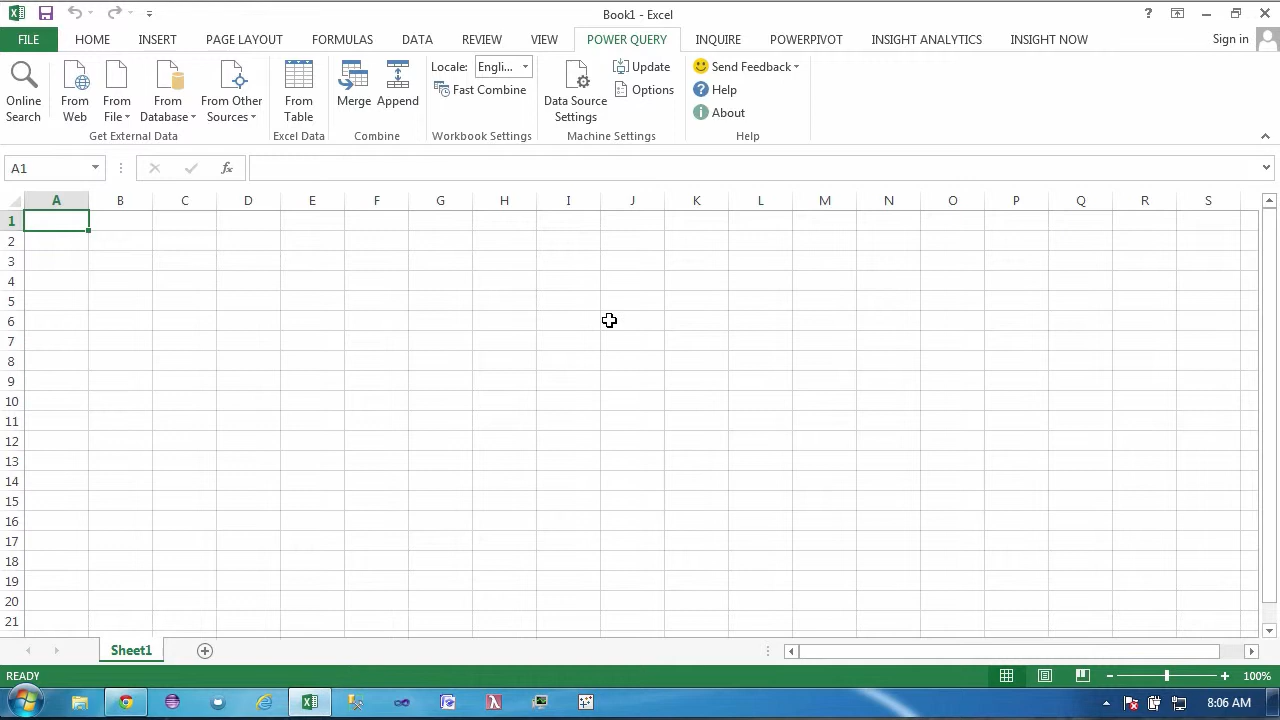 Book1 - Excel
FILE HOME INSERT PAGE LAYOUT FORMULAS DATA REVIEW VIEW POWER QUERY INQUIRE POWERPIVOT INSIGHT ANALYTICS INSIGHT NOW Sign in
Online Search
From Web
From File
From Database
From Other Sources
Get External Data
From Table
Excel Data
Merge
Append
Combine
Locale: Engli...
Fast Combine
Workbook Settings
Data Source Settings
Update
Options
Machine Settings
Send Feedback
? Help
i About
Help
A1 fx
A B C D E F G H I J K L M N O P Q R S
1
2
3
4
5
6
7
8
9
10
11
12
13
14
15
16
17
18
19
20
21
Sheet1
READY 100%
8:06 AM